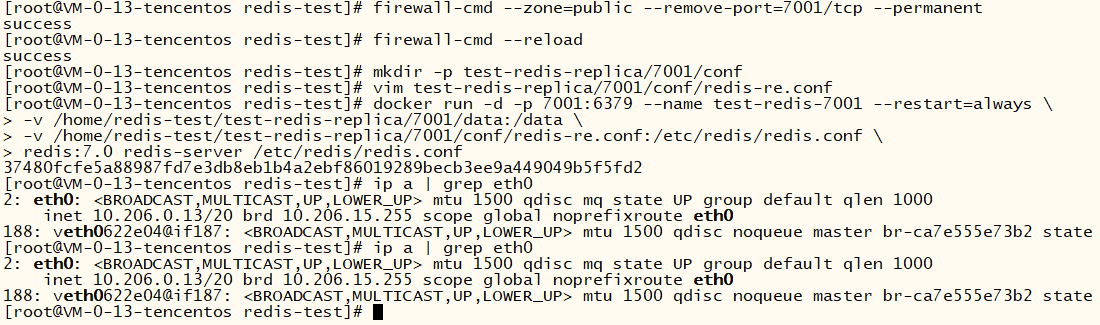 [root@VM-0-13-tencentos redis-test]# firewall-cmd --zone=public --remove-port=7001/tcp --permanent
success
[root@VM-0-13-tencentos redis-test]# firewall-cmd --reload
success
[root@VM-0-13-tencentos redis-test]# mkdir -p test-redis-replica/7001/conf
[root@VM-0-13-tencentos redis-test]# vim test-redis-replica/7001/conf/redis-re.conf
[root@VM-0-13-tencentos redis-test]# docker run -d -p 7001:6379 --name test-redis-7001 --restart=always \
> -v /home/redis-test/test-redis-replica/7001/data:/data \
> -v /home/redis-test/test-redis-replica/7001/conf/redis-re.conf:/etc/redis/redis.conf \
> redis:7.0 redis-server /etc/redis/redis.conf
37480fcfe5a88987fd7e3db8eb1b4a2ebf86019289becb3ee9a449049b5f5fd2
[root@VM-0-13-tencentos redis-test]# ip a | grep eth0
2: eth0: <BROADCAST,MULTICAST,UP,LOWER_UP> mtu 1500 qdisc mq state UP group default qlen 1000
    inet 10.206.0.13/20 brd 10.206.15.255 scope global noprefixroute eth0
188: veth0622e04@if187: <BROADCAST,MULTICAST,UP,LOWER_UP> mtu 1500 qdisc noqueue master br-ca7e555e73b2 state
[root@VM-0-13-tencentos redis-test]# ip a | grep eth0
2: eth0: <BROADCAST,MULTICAST,UP,LOWER_UP> mtu 1500 qdisc mq state UP group default qlen 1000
    inet 10.206.0.13/20 brd 10.206.15.255 scope global noprefixroute eth0
188: veth0622e04@if187: <BROADCAST,MULTICAST,UP,LOWER_UP> mtu 1500 qdisc noqueue master br-ca7e555e73b2 state
[root@VM-0-13-tencentos redis-test]#